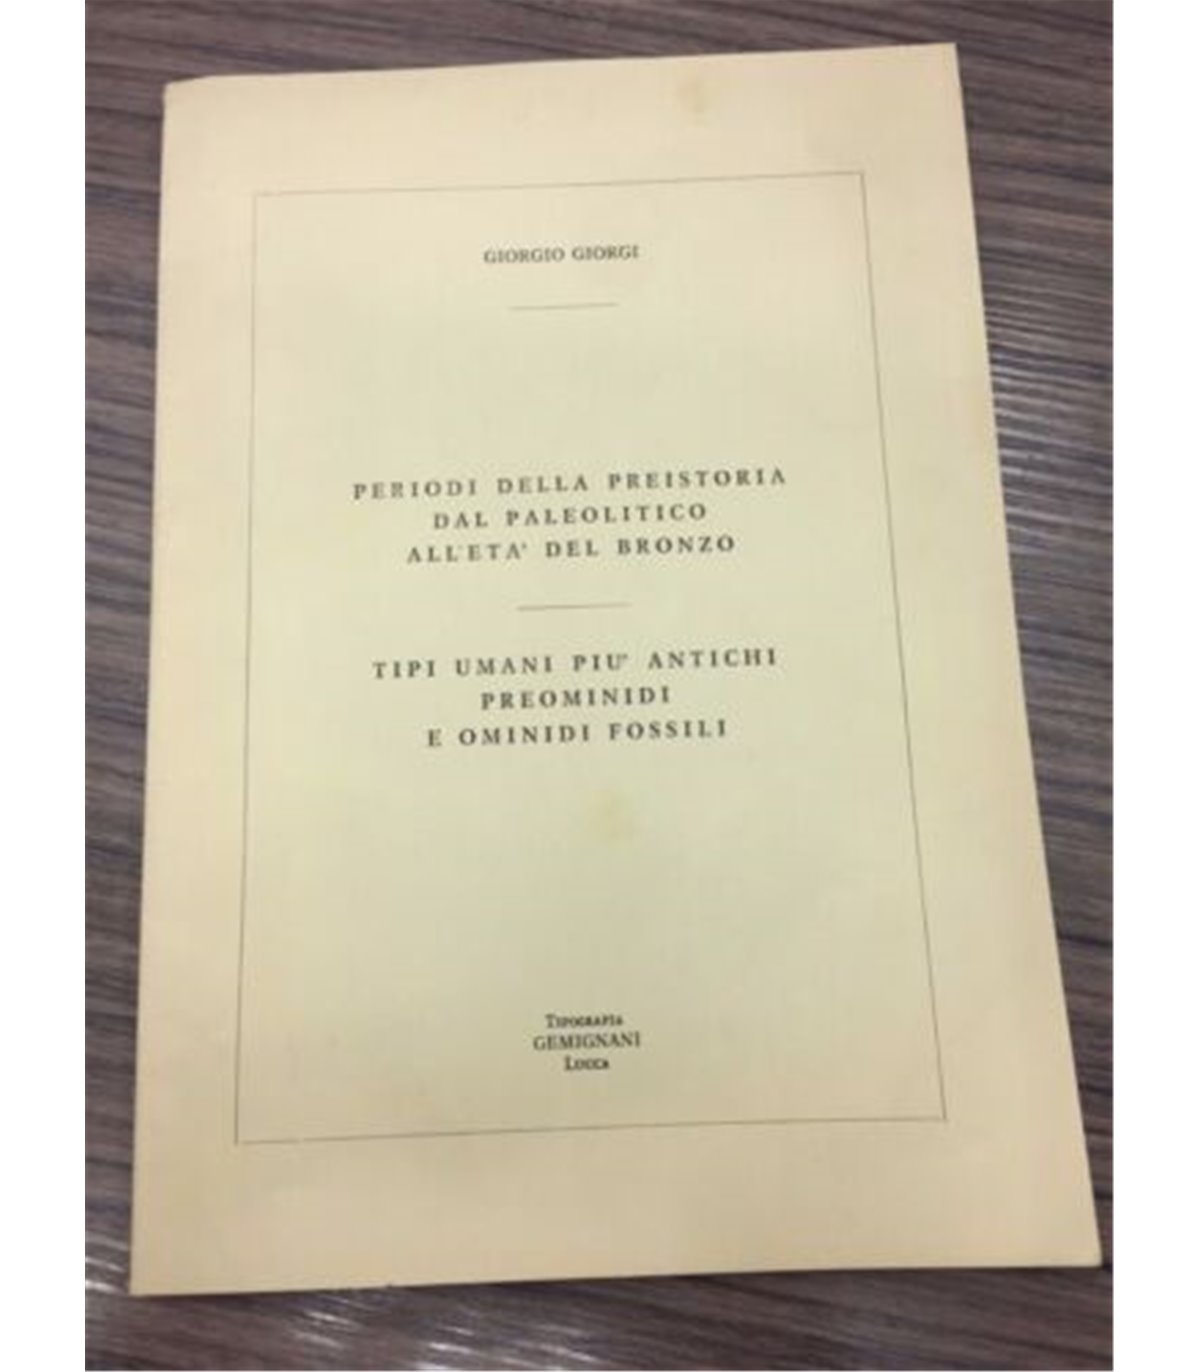 GIORGIO GIORGI
PERIODI DELLA PREISTORIA
DAL PALEOLITICO
ALL'ETA' DEL BRONZO
TIPI UMANI PIU' ANTICHI
PREOMINIDI
E OMINIDI FOSSILI
Tipografia
GEMIGNANI
Lucca